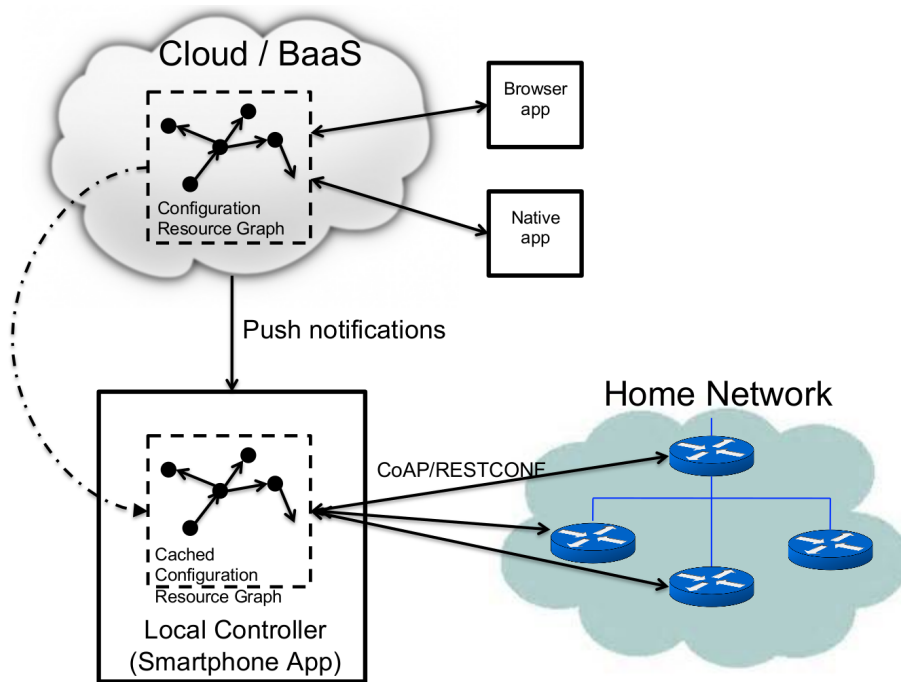 Cloud / BaaS
Configuration
Resource Graph
Browser
app
Native
app
Push notifications
Home Network
CoAP/RESTCONF
Cached
Configuration
Resource Graph
Local Controller
(Smartphone App)